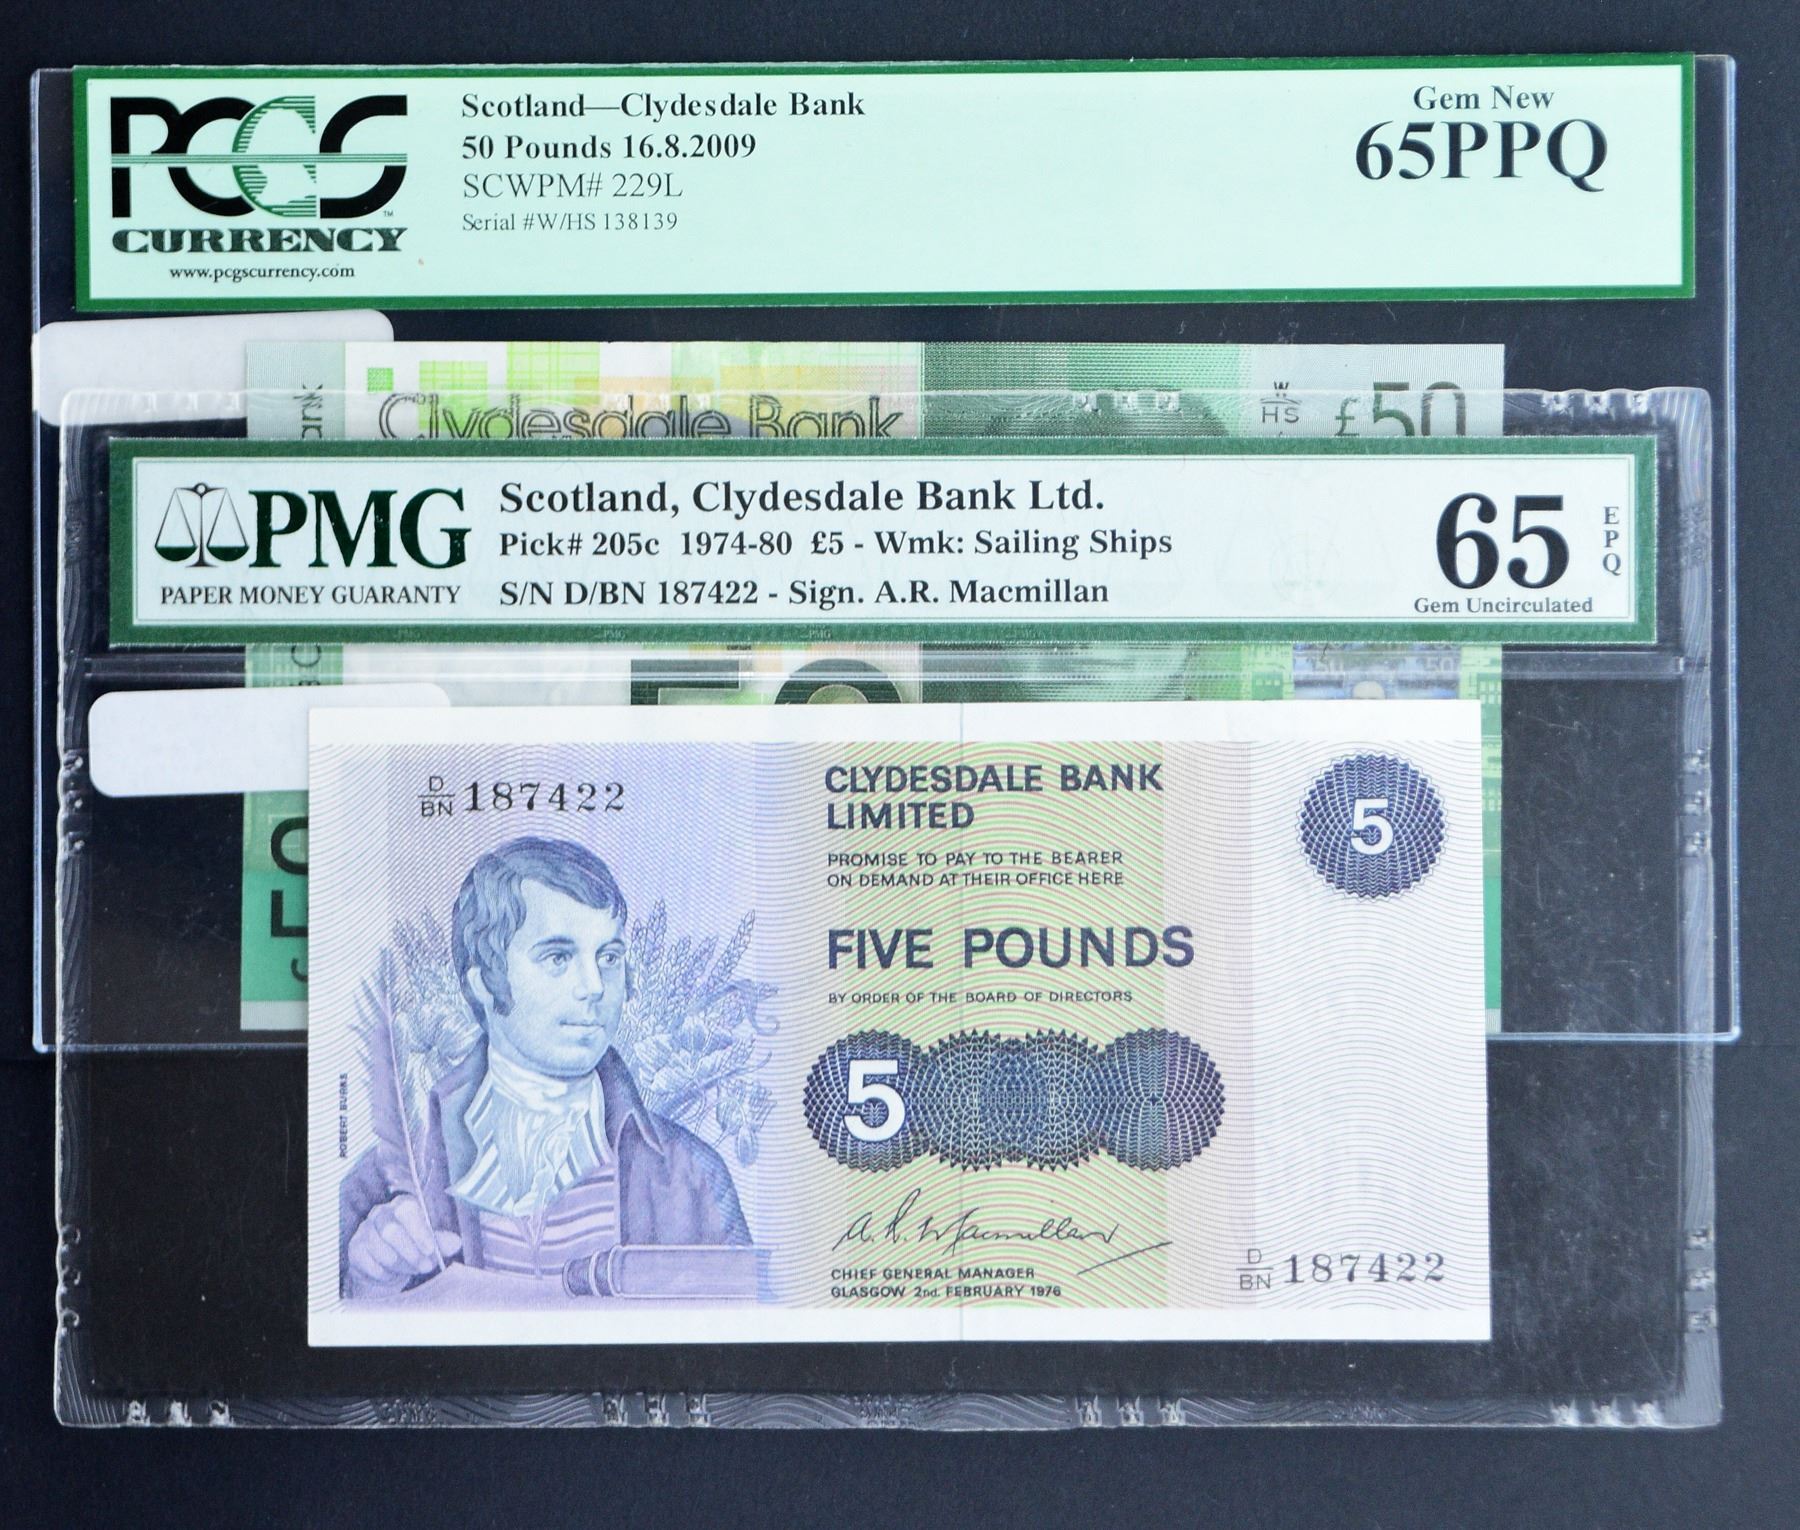 PCGS
CURRENCY
www.pcgscurrency.com
Scotland—Clydesdale Bank
50 Pounds 16.8.2009
SCWPM# 229L
Serial #W/HS 138139
Gem New
65PPQ
Clydesdale Bank
W
HS
£50
PMG
PAPER MONEY GUARANTY
Scotland, Clydesdale Bank Ltd.
Pick# 205c 1974-80 £5 - Wmk: Sailing Ships
S/N D/BN 187422 - Sign. A.R. Macmillan
65
EPQ
Gem Uncirculated
D/BN 187422
CLYDESDALE BANK
LIMITED
PROMISE TO PAY TO THE BEARER
ON DEMAND AT THEIR OFFICE HERE
FIVE POUNDS
BY ORDER OF THE BOARD OF DIRECTORS
5
5
ROBERT BURNS
A. R. Macmillan
CHIEF GENERAL MANAGER
GLASGOW 2nd. FEBRUARY 1976
D/BN 187422